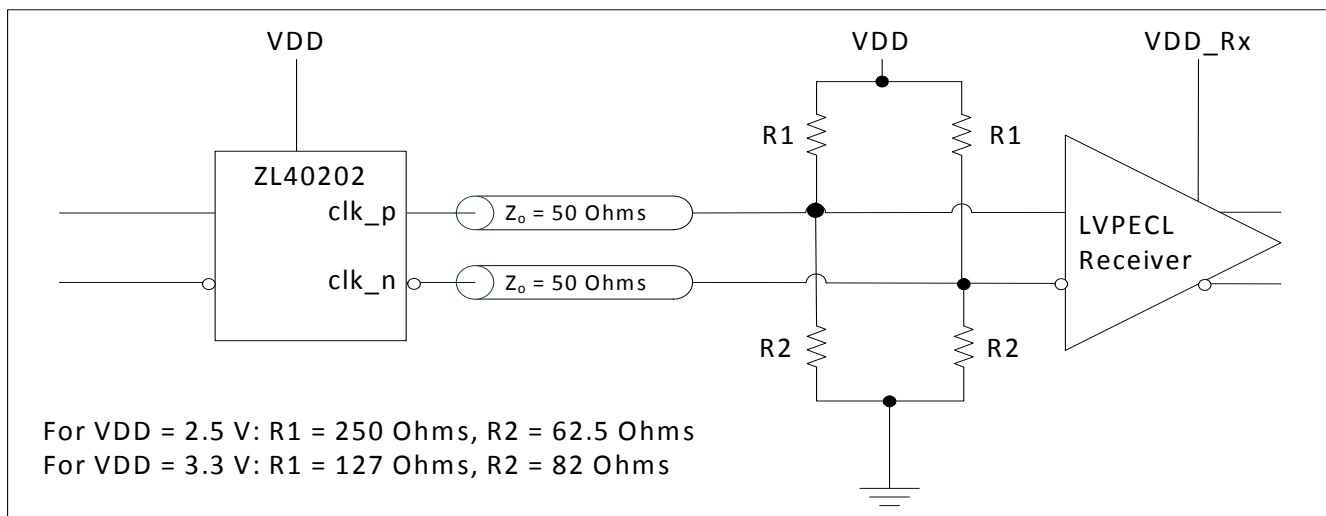 VDD
VDD
VDD_Rx
R1
R1
ZL40202
clk_p
Zo = 50 Ohms
LVPECL
Receiver
clk_n
Zo = 50 Ohms
R2
R2
For VDD = 2.5 V: R1 = 250 Ohms, R2 = 62.5 Ohms
For VDD = 3.3 V: R1 = 127 Ohms, R2 = 82 Ohms